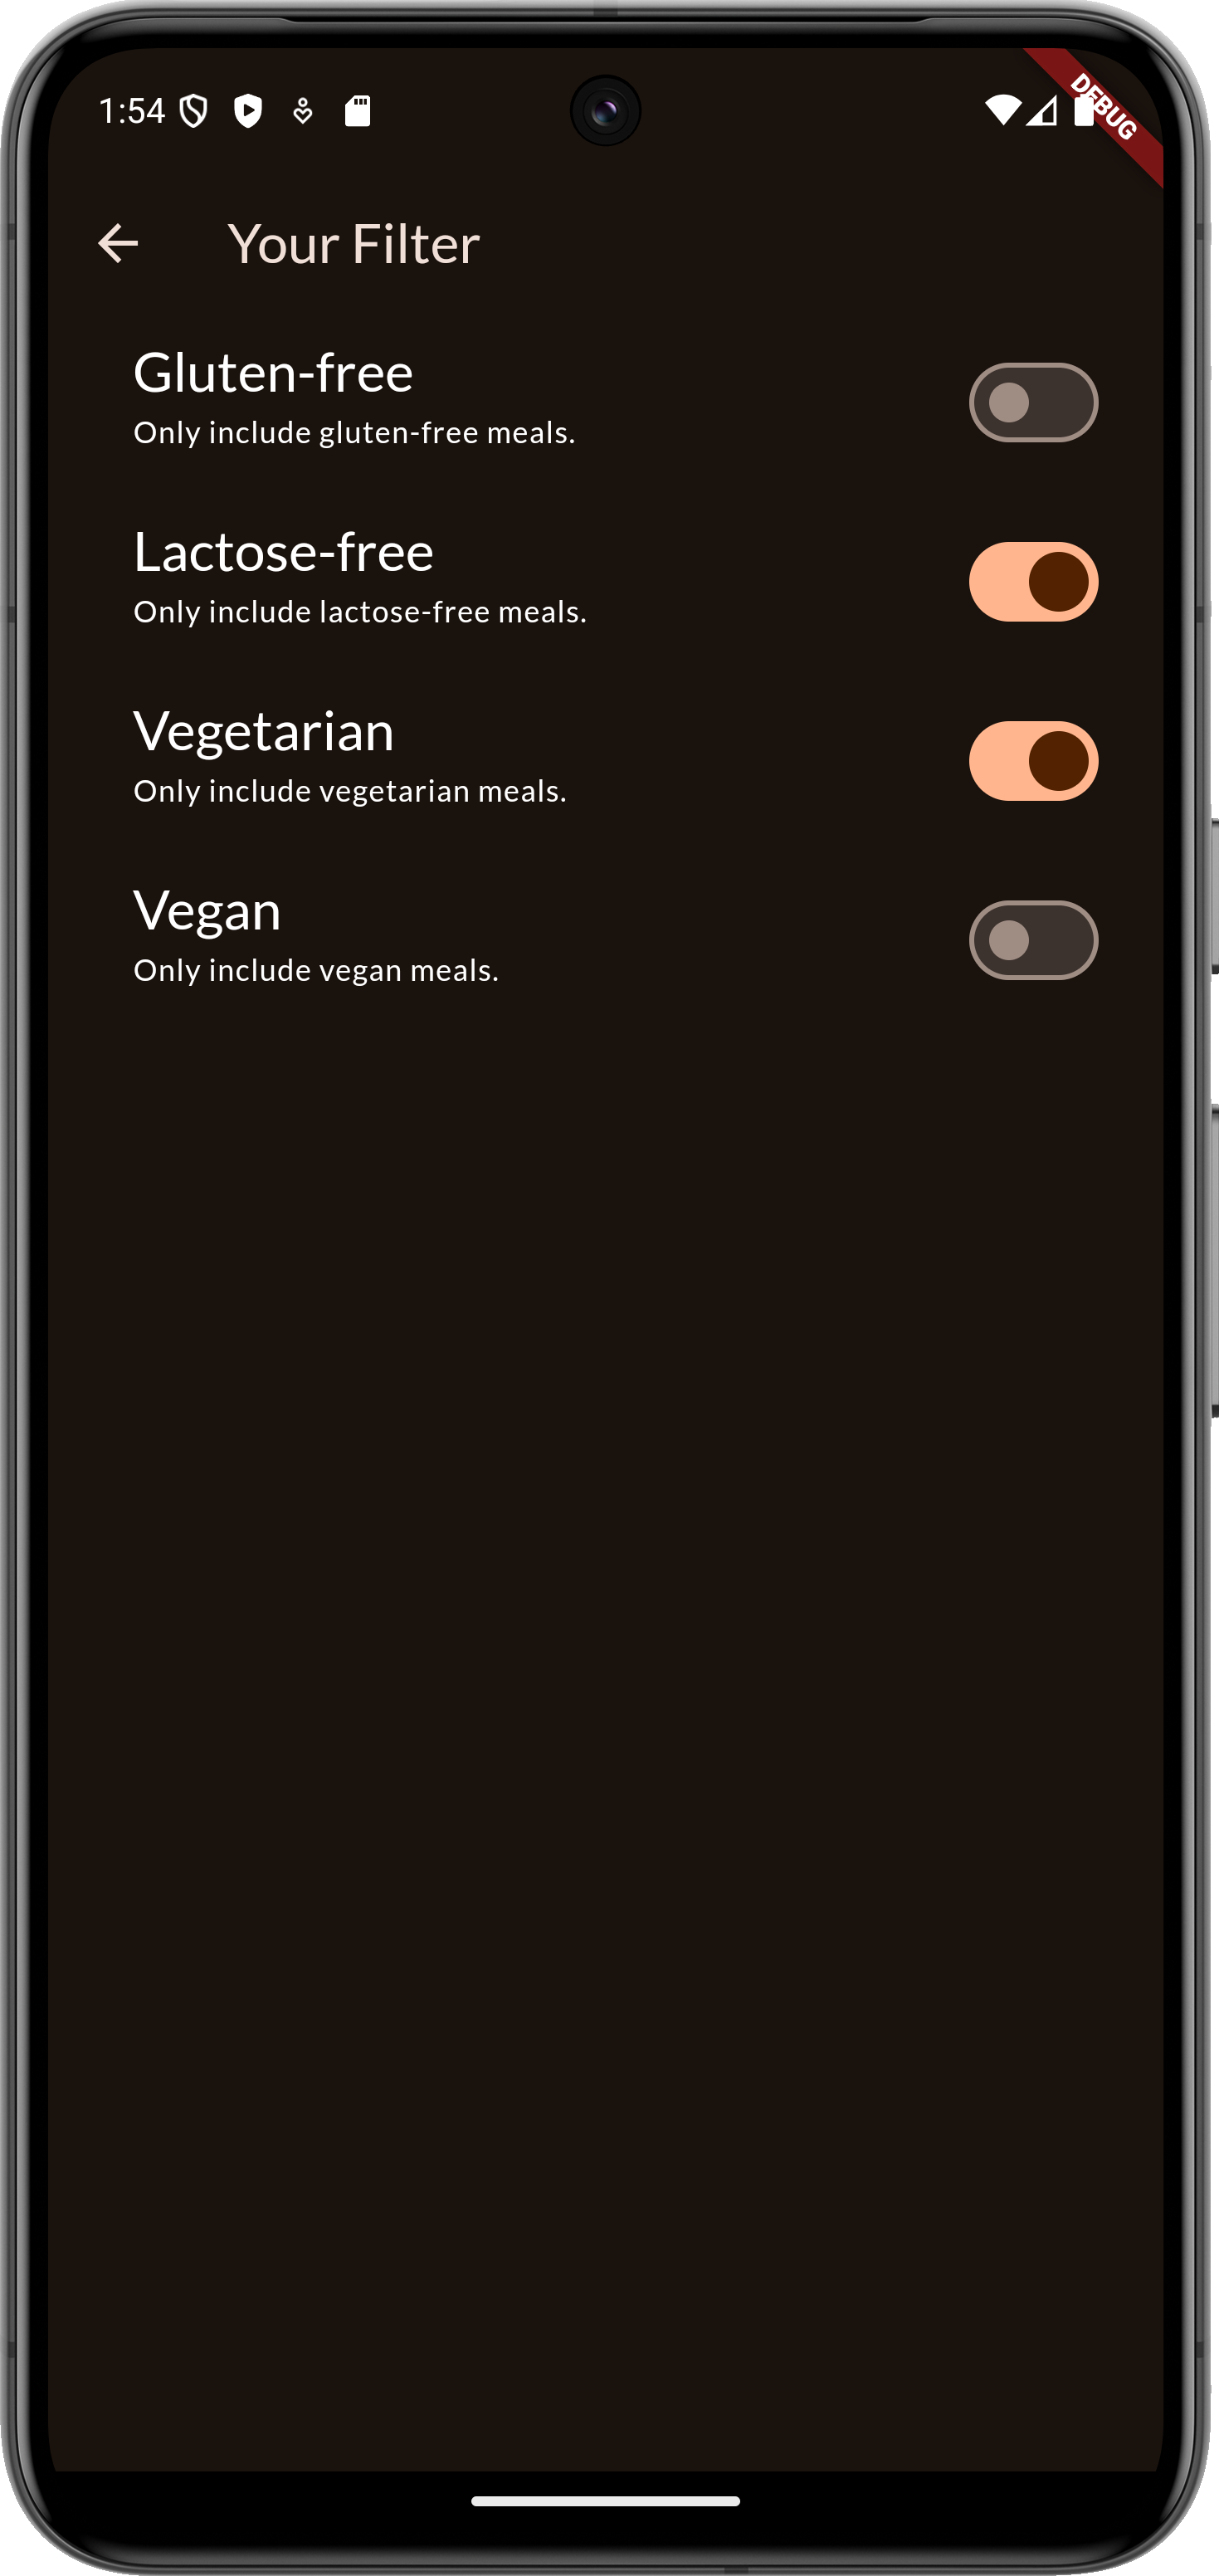 1:54
DEBUG
Your Filter
Gluten-free
Only include gluten-free meals.
Lactose-free
Only include lactose-free meals.
Vegetarian
Only include vegetarian meals.
Vegan
Only include vegan meals.